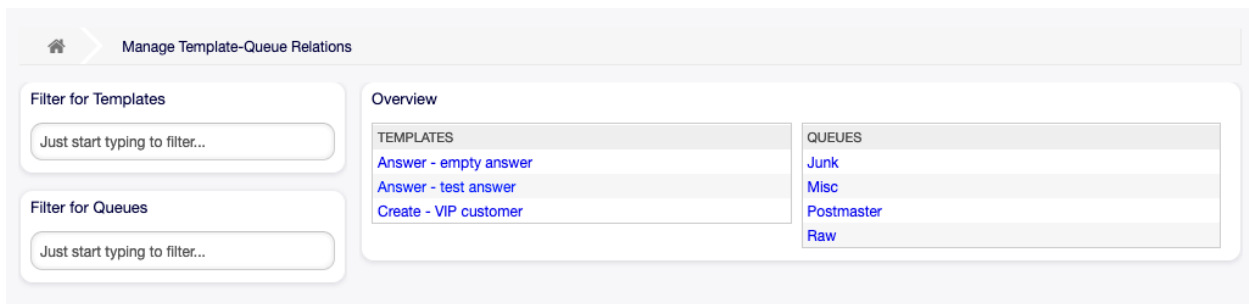 Manage Template-Queue Relations
Filter for Templates
Just start typing to filter...
Filter for Queues
Just start typing to filter...
Overview
TEMPLATES
Answer - empty answer
Answer - test answer
Create - VIP customer
QUEUES
Junk
Misc
Postmaster
Raw